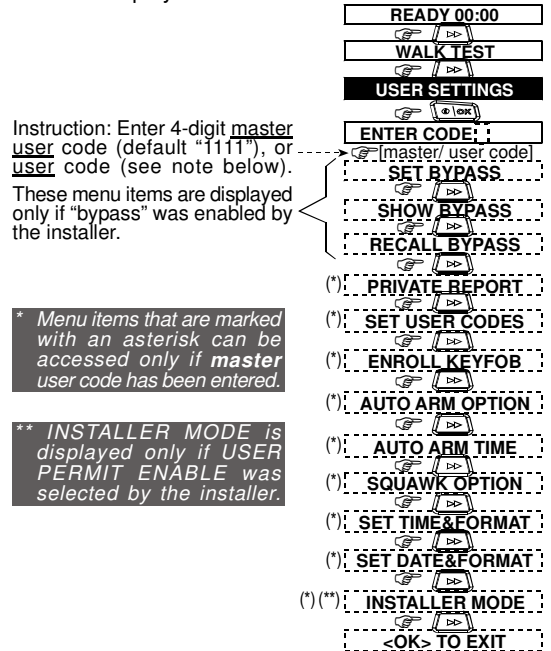 READY 00:00
WALK TEST
USER SETTINGS
\OK
Instruction: Enter 4-digit master
user code (default “1111”), or
user code (see note below).
ENTER CODE:
[master/ user code]
These menu items are displayed
only if “bypass” was enabled by
the installer.
SET BYPASS
SHOW BYPASS
RECALL BYPASS
(*) PRIVATE REPORT
(*) SET USER CODES
(*) ENROLL KEYFOB
(*) AUTO ARM OPTION
(*) AUTO ARM TIME
(*) SQUAWK OPTION
(*) SET TIME&FORMAT
(*) SET DATE&FORMAT
(*) (**) INSTALLER MODE
<OK> TO EXIT
* Menu items that are marked
with an asterisk can be
accessed only if master
user code has been entered.
** INSTALLER MODE is
displayed only if USER
PERMIT ENABLE was
selected by the installer.